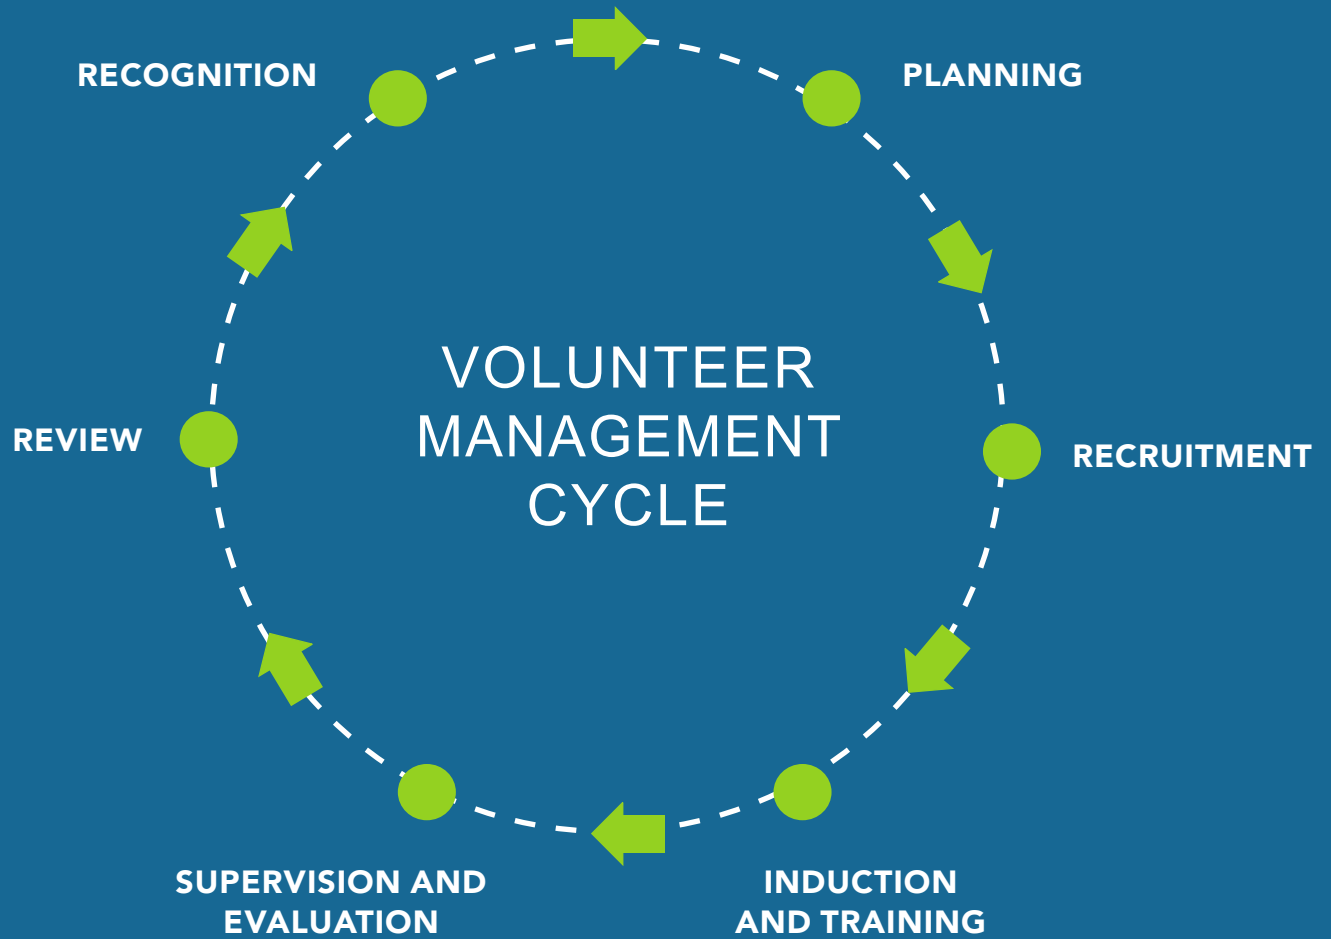 RECOGNITION
PLANNING
VOLUNTEER
MANAGEMENT
CYCLE
REVIEW
RECRUITMENT
SUPERVISION AND
EVALUATION
INDUCTION
AND TRAINING